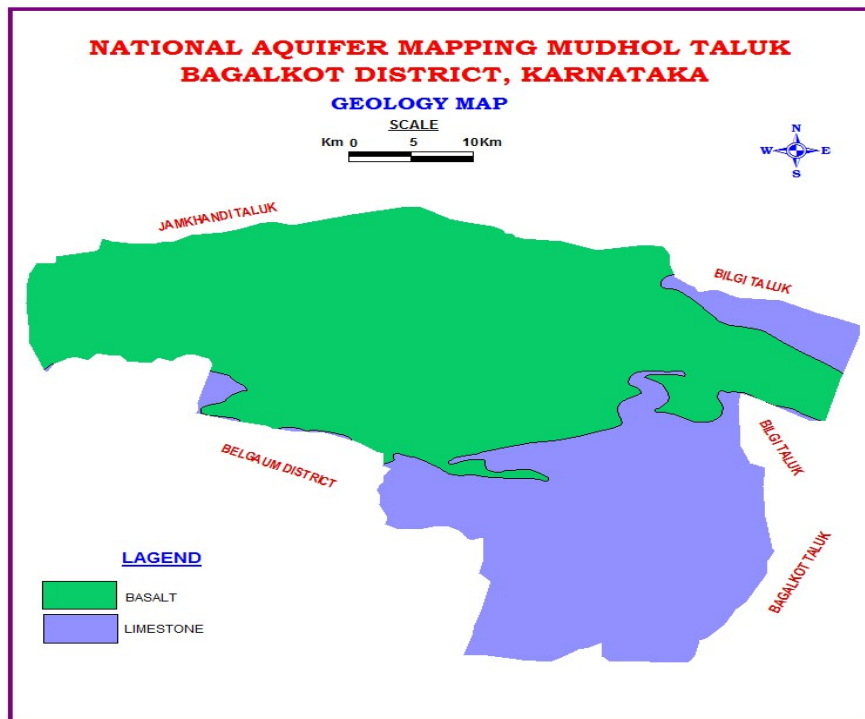 NATIONAL AQUIFER MAPPING MUDHOL TALUK
BAGALKOT DISTRICT, KARNATAKA
GEOLOGY MAP
SCALE
Km 0 5 10Km
N
W E
S
JAMKHANDI TALUK
BILGI TALUK
BILGI TALUK
BELGAUM DISTRICT
BAGALKOT TALUK
LAGEND
BASALT
LIMESTONE